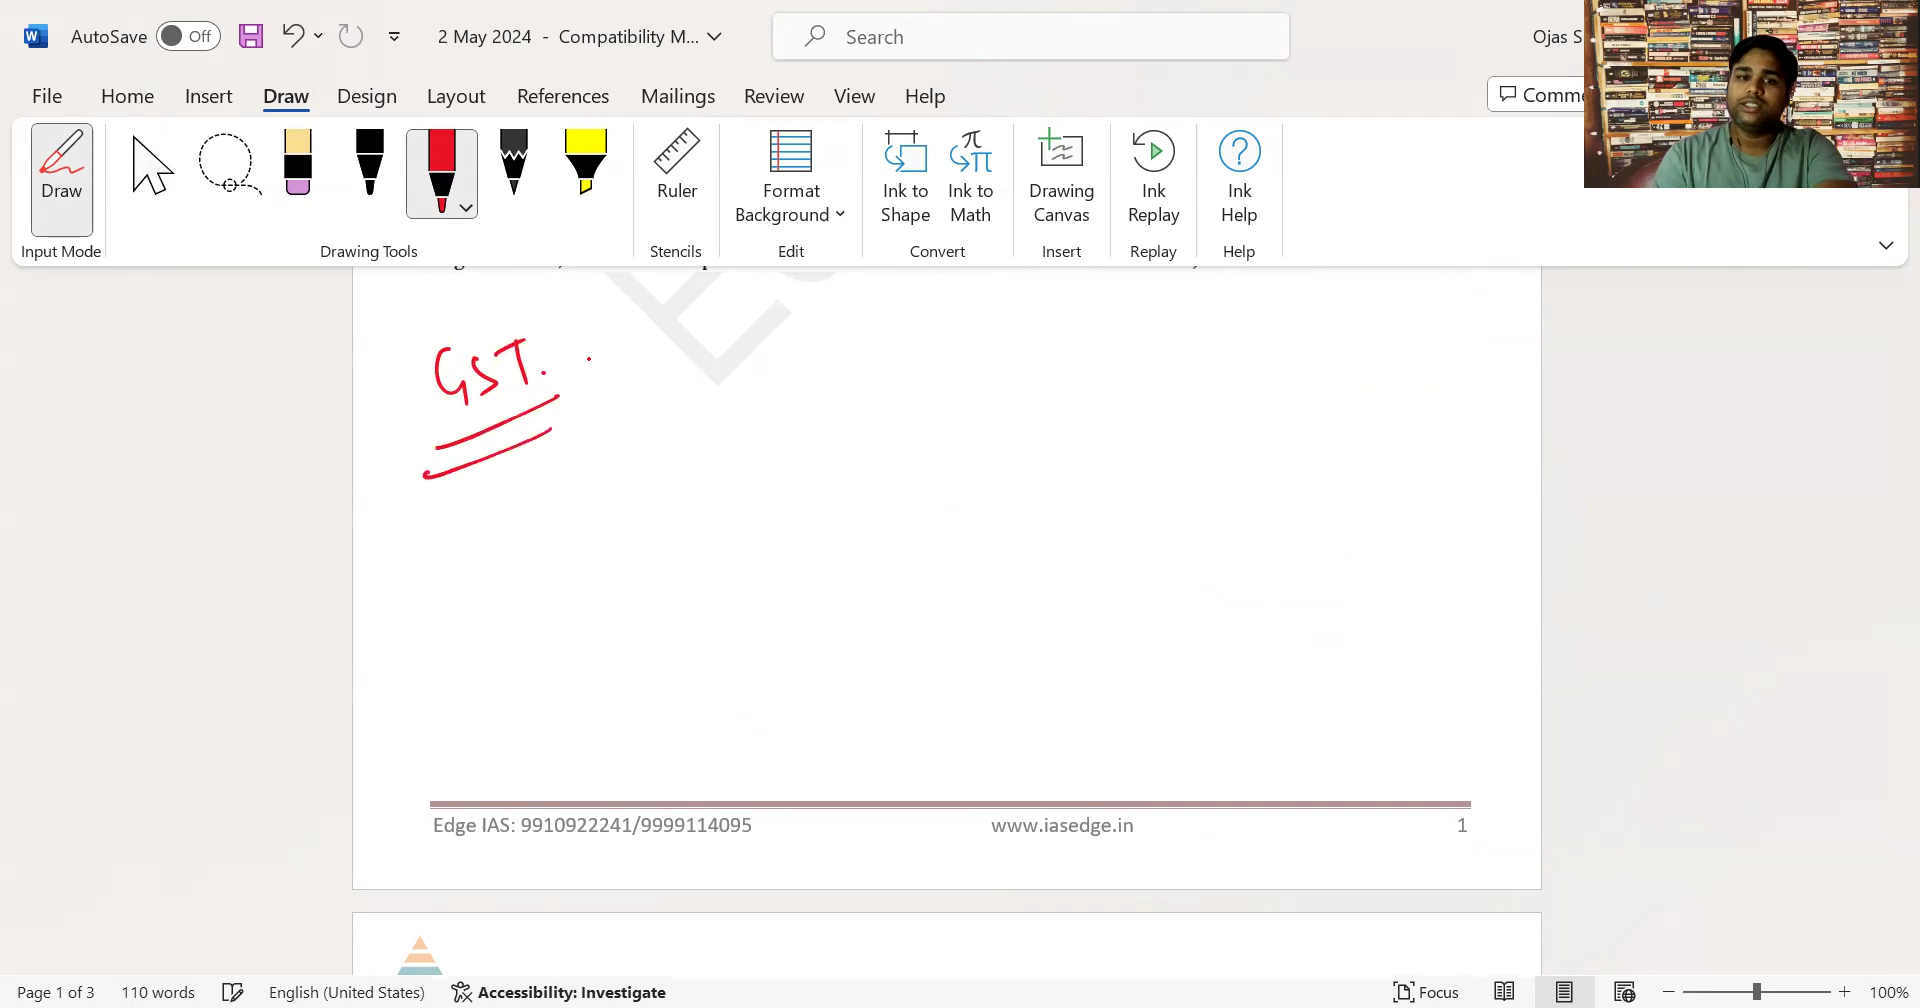 AutoSave Off 2 May 2024 - Compatibility M... Search Ojas S
File Home Insert Draw Design Layout References Mailings Review View Help Comme
Draw Ruler Format Background Ink to Shape Ink to Math Drawing Canvas Ink Replay Ink Help
Input Mode Drawing Tools Stencils Edit Convert Insert Replay Help
GST.
Edge IAS: 9910922241/9999114095 www.iasedge.in 1
Page 1 of 3 110 words English (United States) Accessibility: Investigate Focus 100%